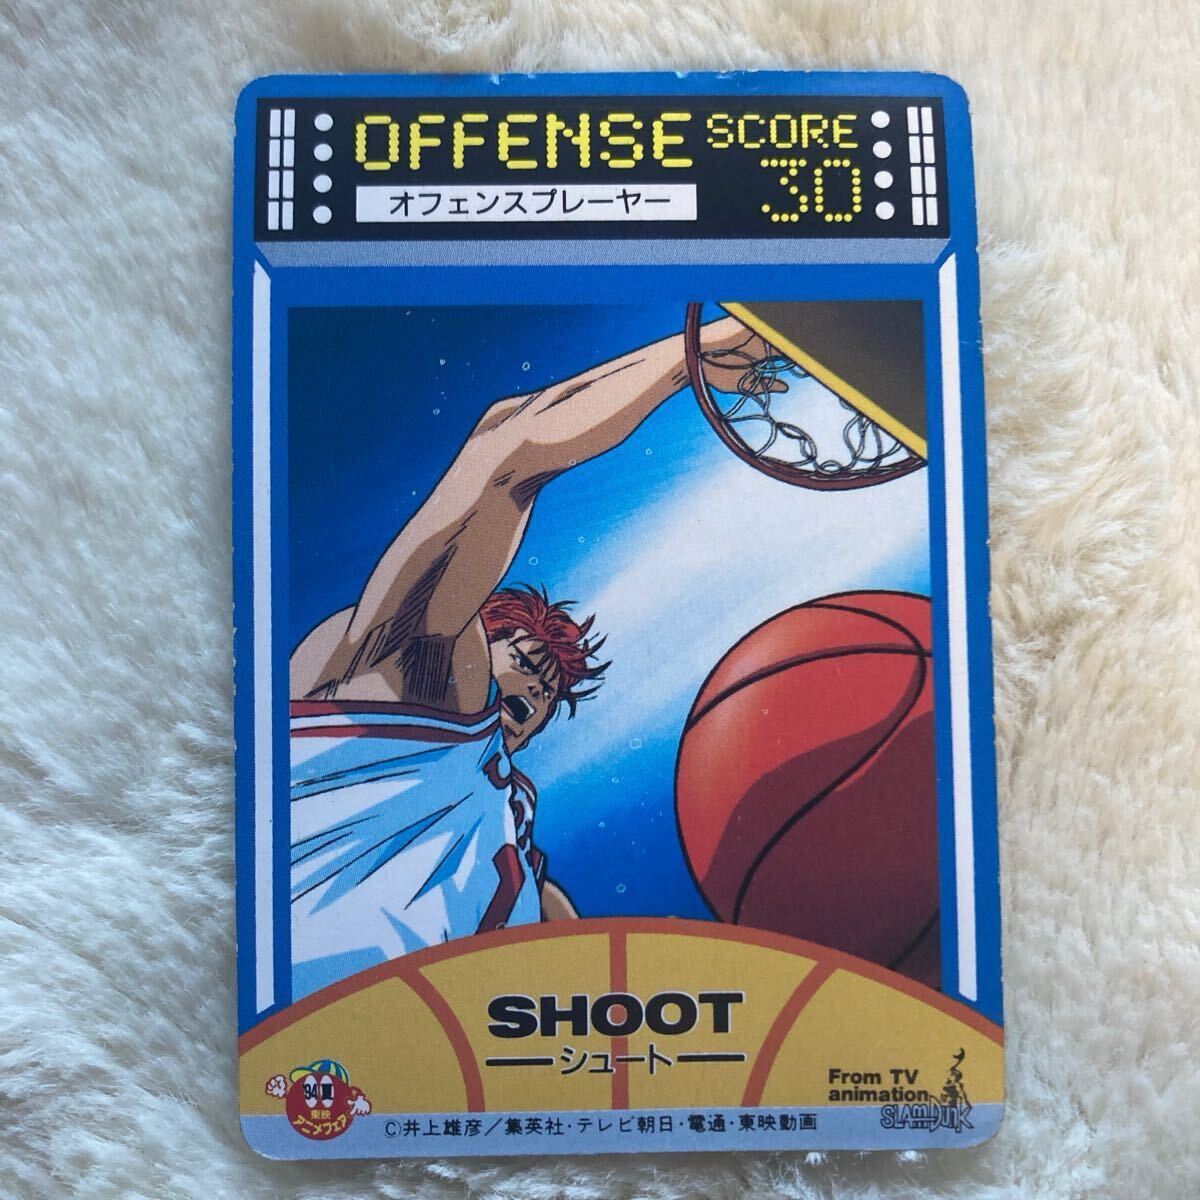 OFFENSE SCORE
オフェンスプレーヤー 30
SHOOT
シュート
'94夏
東映
アニメフェア
From TV
animation
SLAM DUNK
©井上雄彦／集英社・テレビ朝日・電通・東映動画